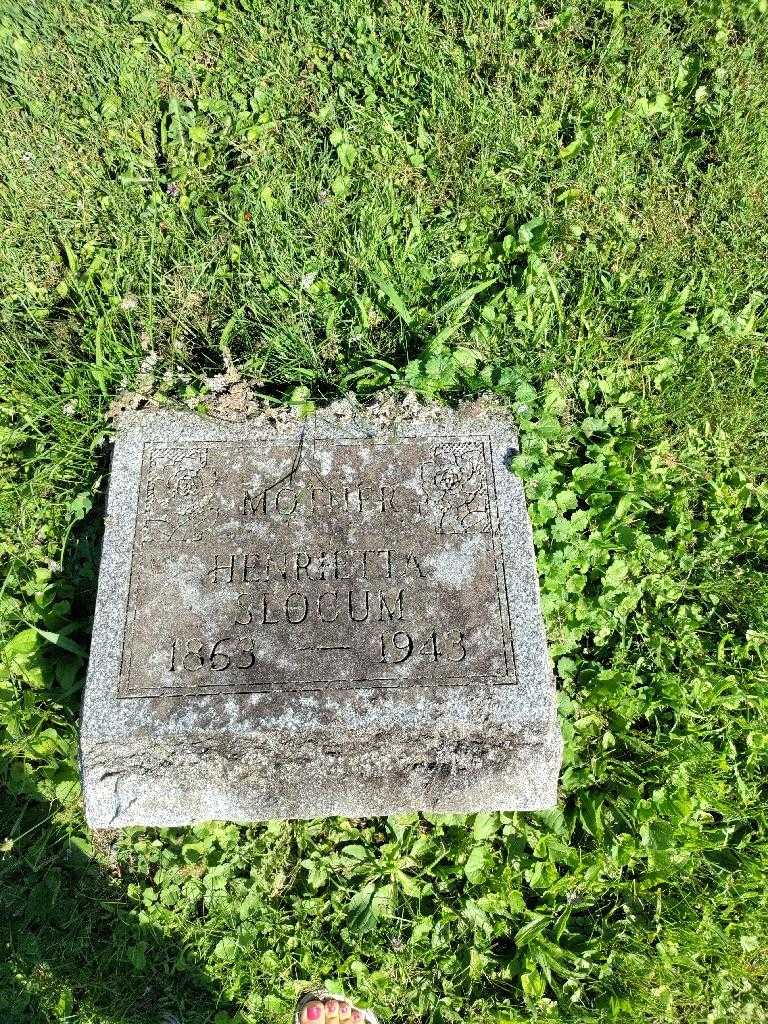 MOTHER
HENRIETTA
SLOCUM
1863 — 1943